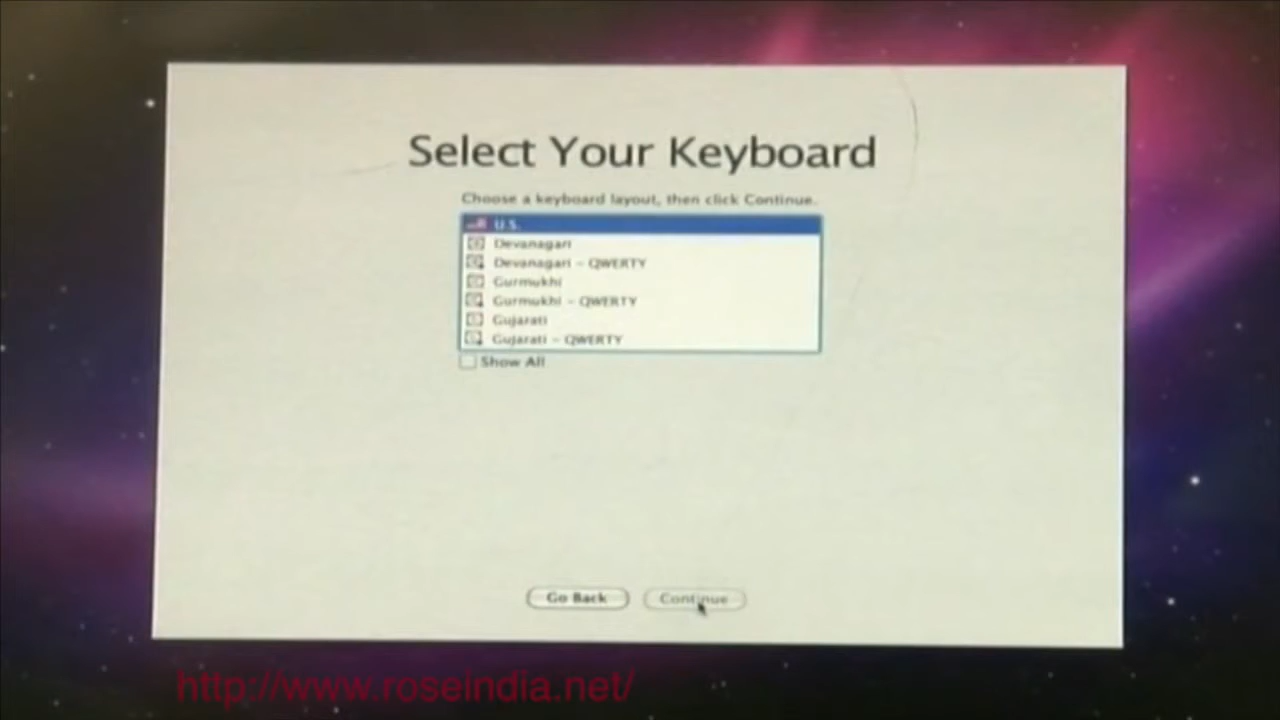 Select Your Keyboard
Choose a keyboard layout, then click Continue.
U.S.
Devanagari
Devanagari - QWERTY
Gurmukhi
Gurmukhi - QWERTY
Gujarati
Gujarati - QWERTY
Show All
Go Back
Continue
http://www.roseindia.net/